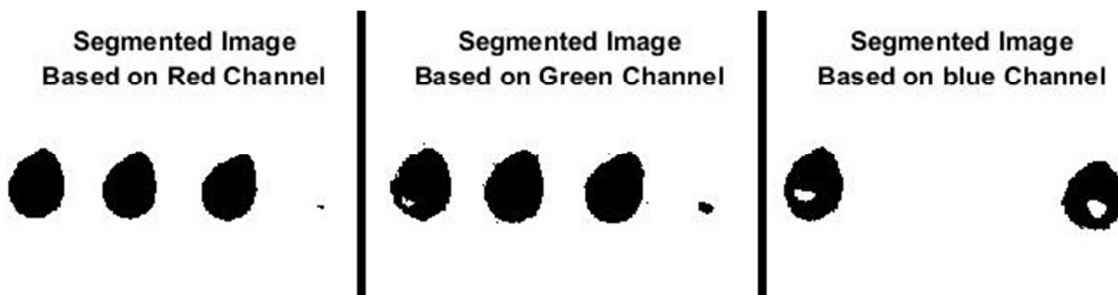 Segmented Image
Based on Red Channel
Segmented Image
Based on Green Channel
Segmented Image
Based on blue Channel